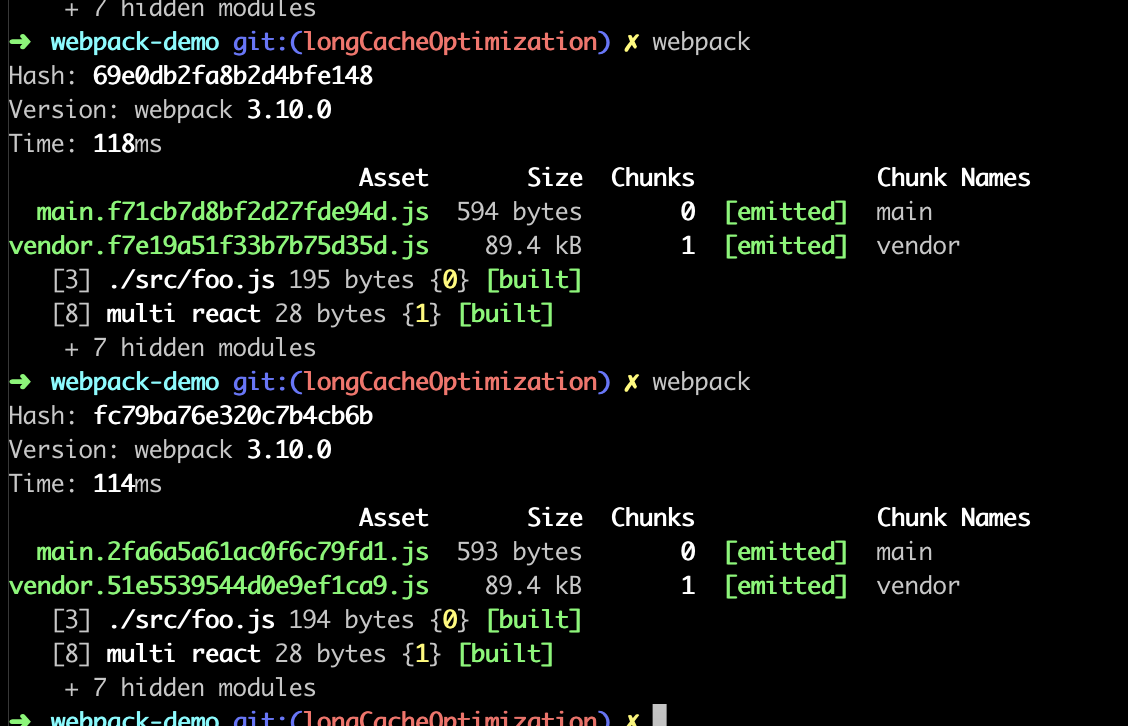 + 7 hidden modules
➜ webpack-demo git:(longCacheOptimization) ✗ webpack
Hash: 69e0db2fa8b2d4bfe148
Version: webpack 3.10.0
Time: 118ms
Asset Size Chunks Chunk Names
main.f71cb7d8bf2d27fde94d.js 594 bytes 0 [emitted] main
vendor.f7e19a51f33b7b75d35d.js 89.4 kB 1 [emitted] vendor
[3] ./src/foo.js 195 bytes {0} [built]
[8] multi react 28 bytes {1} [built]
+ 7 hidden modules
➜ webpack-demo git:(longCacheOptimization) ✗ webpack
Hash: fc79ba76e320c7b4cb6b
Version: webpack 3.10.0
Time: 114ms
Asset Size Chunks Chunk Names
main.2fa6a5a61ac0f6c79fd1.js 593 bytes 0 [emitted] main
vendor.51e5539544d0e9ef1ca9.js 89.4 kB 1 [emitted] vendor
[3] ./src/foo.js 194 bytes {0} [built]
[8] multi react 28 bytes {1} [built]
+ 7 hidden modules
➜ webpack-demo git:(longCacheOptimization) ✗